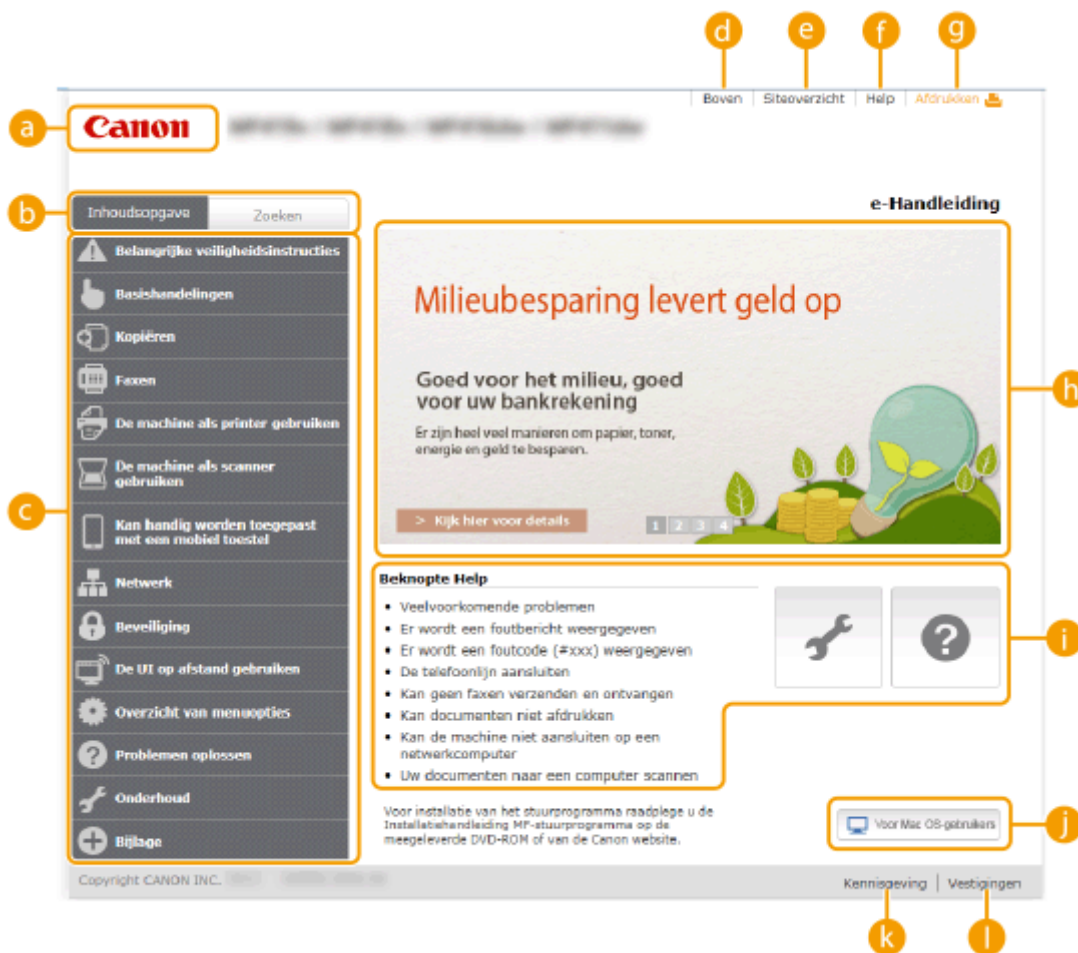 d e f g
Boven Siteoverzicht Help Afdrukken
a
Canon
b
Inhoudsopgave Zoeken
e-Handleiding
c
Belangrijke veiligheidsinstructies
Basishandelingen
Kopiëren
Faxen
De machine als printer gebruiken
De machine als scanner
gebruiken
Kan handig worden toegepast
met een mobiel toestel
Netwerk
Beveiliging
De UI op afstand gebruiken
Overzicht van menuopties
Problemen oplossen
Onderhoud
Bijlage
Milieubesparing levert geld op
Goed voor het milieu, goed
voor uw bankrekening
Er zijn heel veel manieren om papier, toner,
energie en geld te besparen.
> Kijk hier voor details
1 2 3 4
h
Beknopte Help
• Veelvoorkomende problemen
• Er wordt een foutbericht weergegeven
• Er wordt een foutcode (#xxx) weergegeven
• De telefoonlijn aansluiten
• Kan geen faxen verzenden en ontvangen
• Kan documenten niet afdrukken
• Kan de machine niet aansluiten op een
netwerkcomputer
• Uw documenten naar een computer scannen
?
i
Voor installatie van het stuurprogramma raadplege u de
Installatiehandleiding MF-stuurprogramma op de
meegeleverde DVD-ROM of van de Canon website.
Voor Mac OS-gebruikers
j
Copyright CANON INC.
Kennisgeving Vestigingen
k l